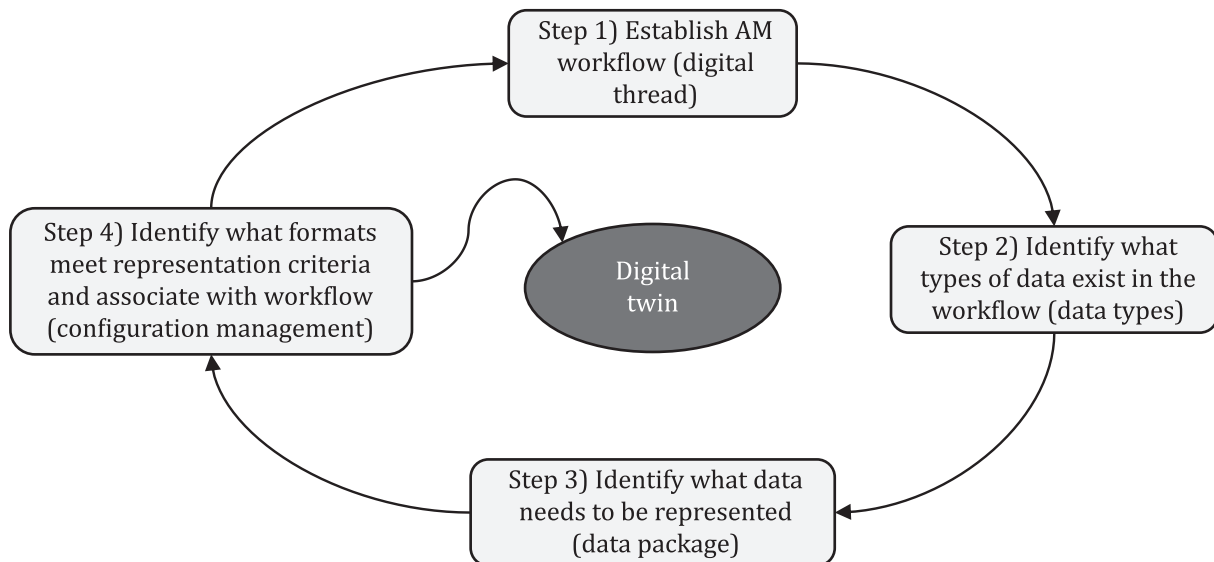 Step 1) Establish AM
workflow (digital
thread)
Step 4) Identify what formats
meet representation criteria
and associate with workflow
(configuration management)
Digital
twin
Step 2) Identify what
types of data exist in the
workflow (data types)
Step 3) Identify what data
needs to be represented
(data package)